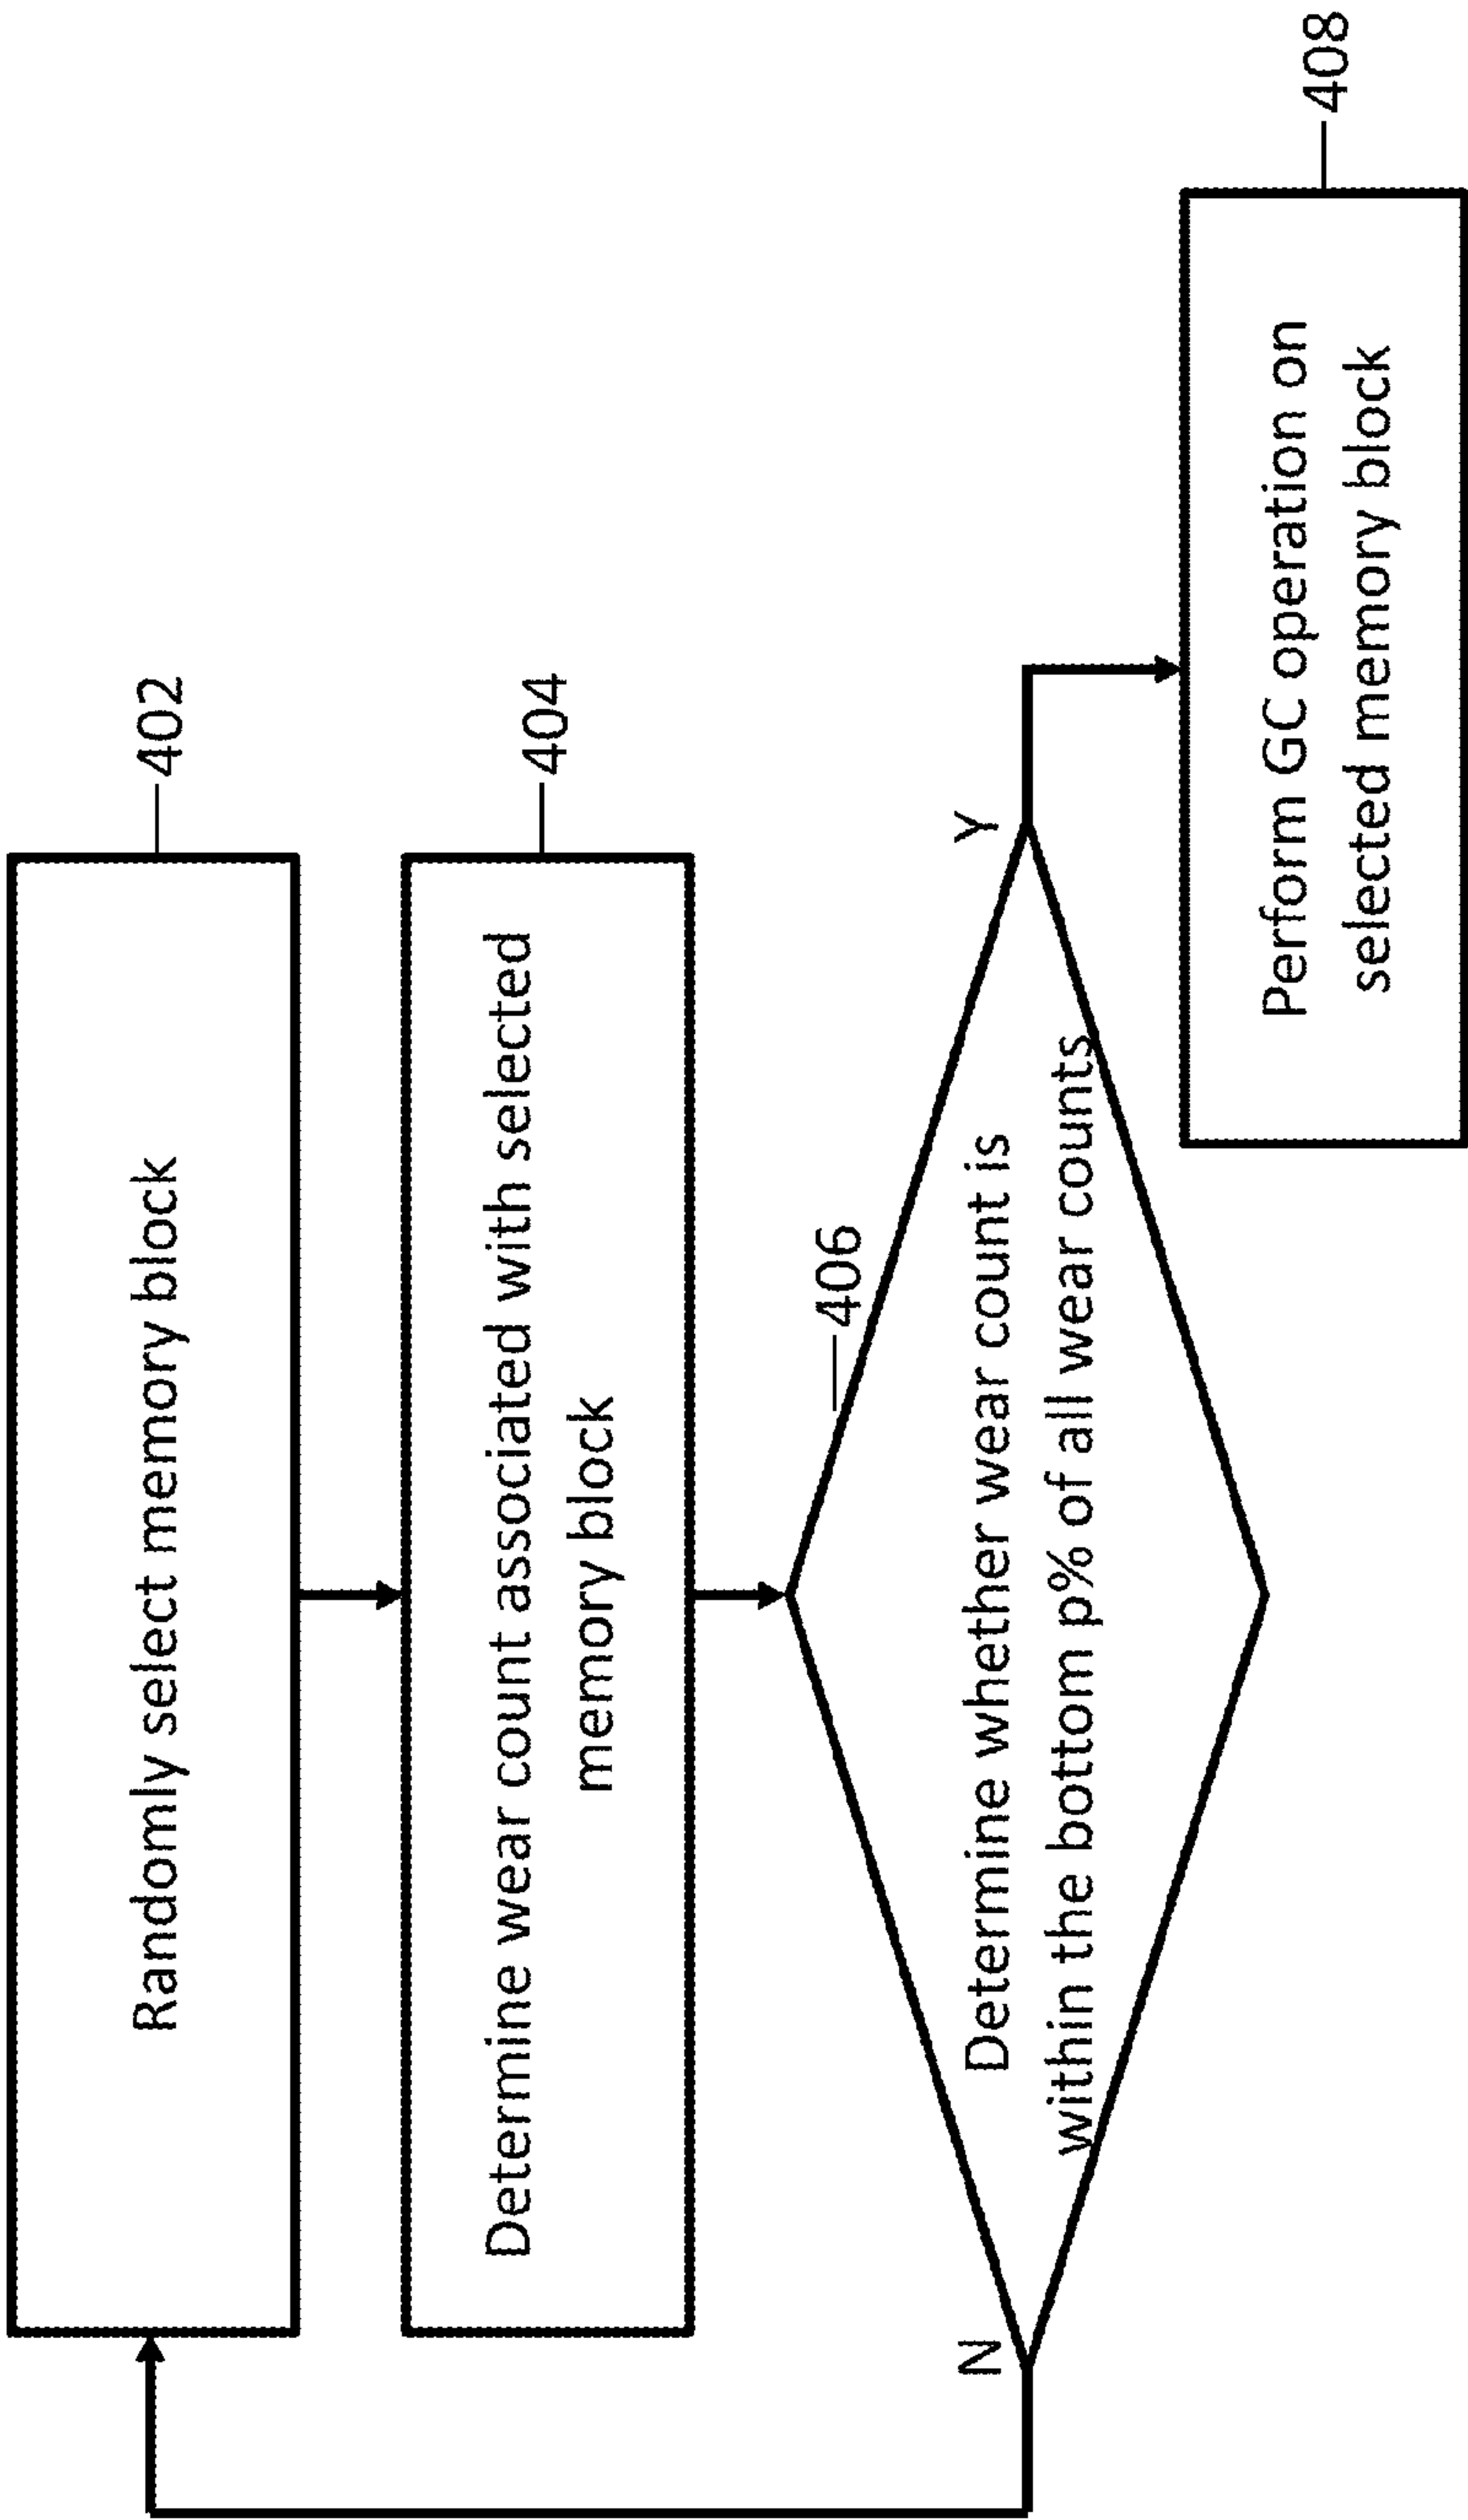 Randomly select memory block
402
Determine wear count associated with selected
memory block
404
406
Determine whether wear count is
within the bottom p% of all wear counts
N
Y
Perform GC operation on
selected memory block
408